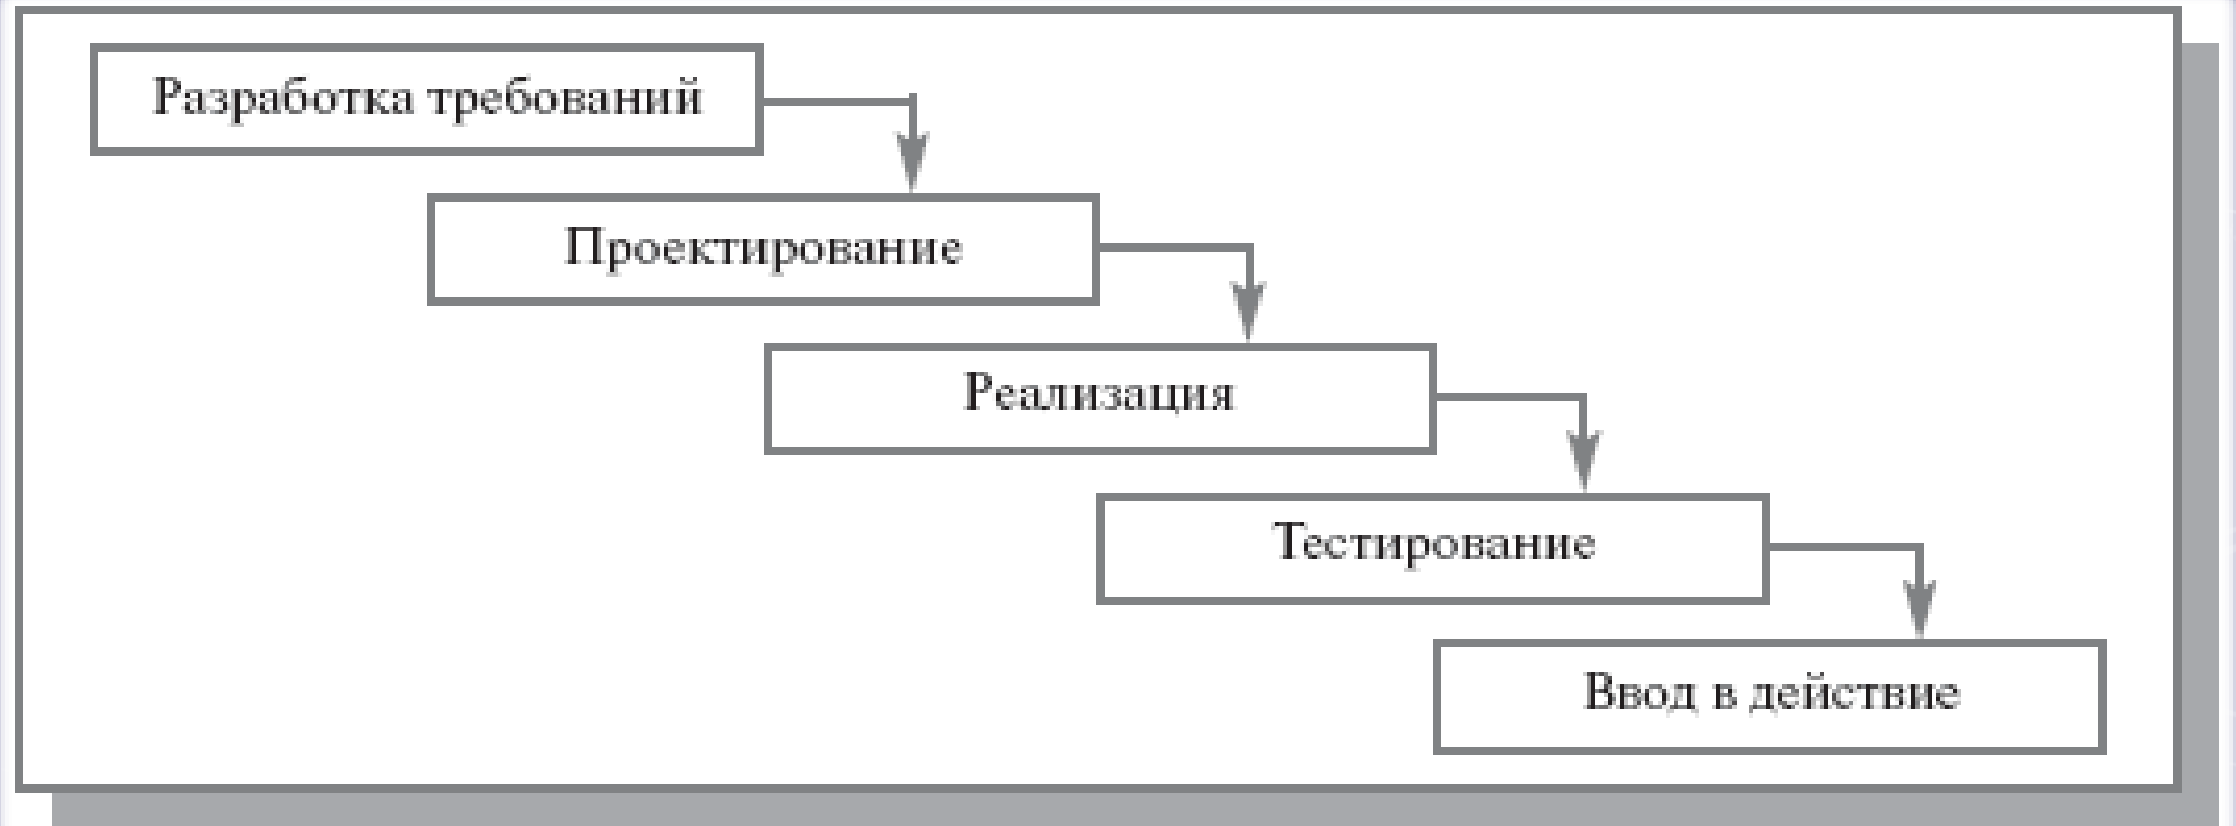 Разработка требований
Проектирование
Реализация
Тестирование
Ввод в действие